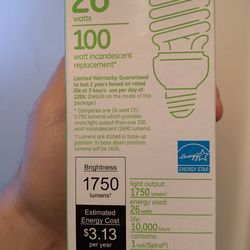 26
watts
100
watt incandescent
replacement*
Limited Warranty: Guaranteed
to last 2 years based on rated
life at 3 hours use per day at
120V. (Details on the inside of
this package.)
* Compares one 26 watt CFL
(1750 lumens) which provides
more light output than one 100
watt incandescent (1690 lumens).
† Lumens are stated in base-up
position. In base down position,
lumens will be 1645.
energy
ENERGY STAR
Brightness
1750
lumens†
Estimated
Energy Cost
$3.13
per year
light output:
1750 lumens†
energy used:
26 watts
life:
10,000 hours
contains
1 bulb (Spiral®)